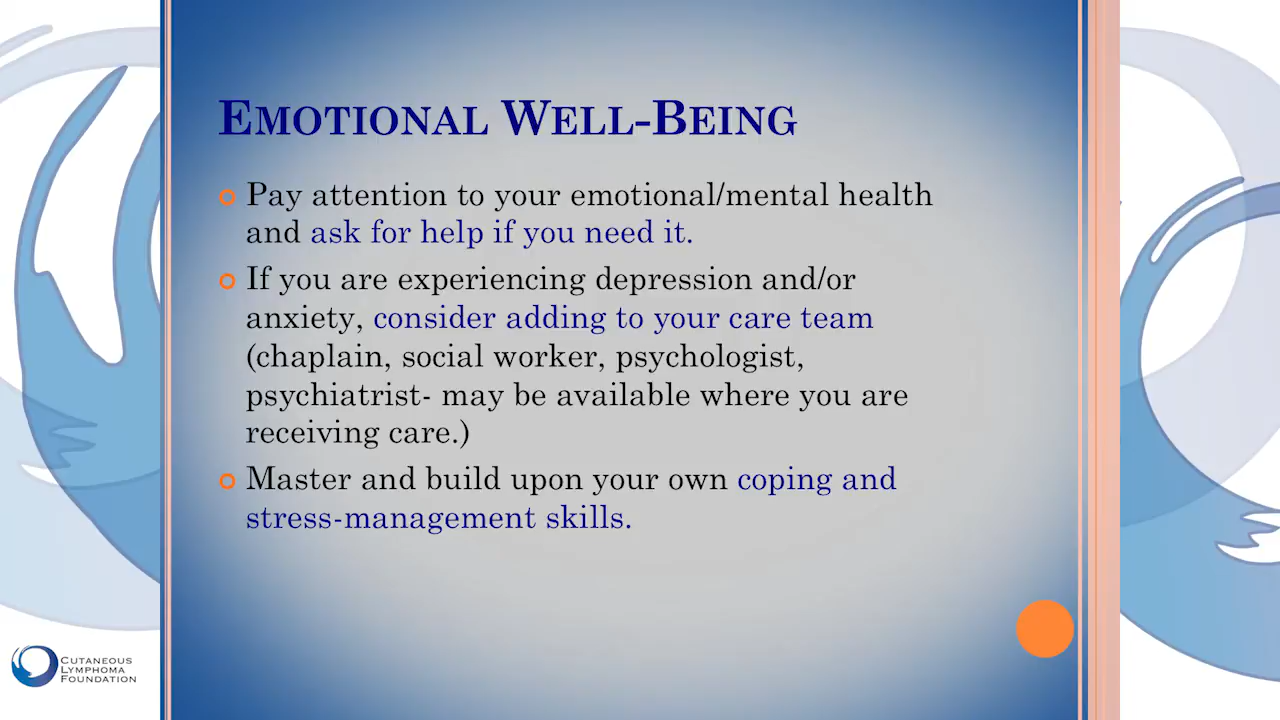 EMOTIONAL WELL-BEING
Pay attention to your emotional/mental health
and ask for help if you need it.
If you are experiencing depression and/or
anxiety, consider adding to your care team
(chaplain, social worker, psychologist,
psychiatrist- may be available where you are
receiving care.)
Master and build upon your own coping and
stress-management skills.
CUTANEOUS
LYMPHOMA
FOUNDATION